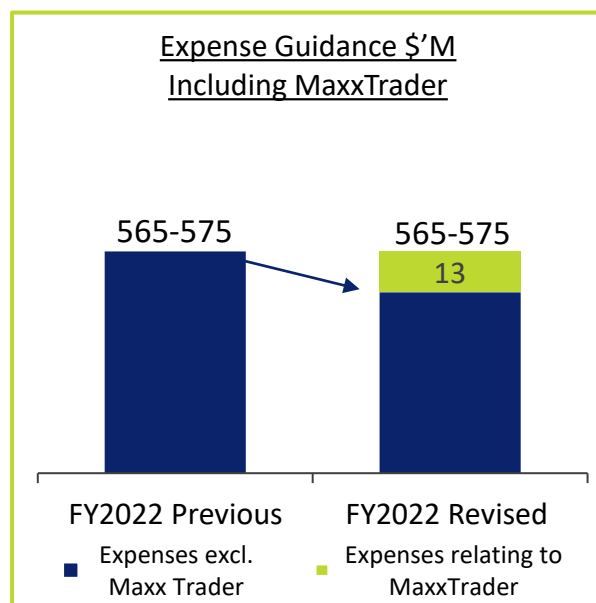 Expense Guidance $'M
Including MaxxTrader
565-575
565-575
13
FY2022 Previous
FY2022 Revised
Expenses excl.
Maxx Trader
Expenses relating to
MaxxTrader